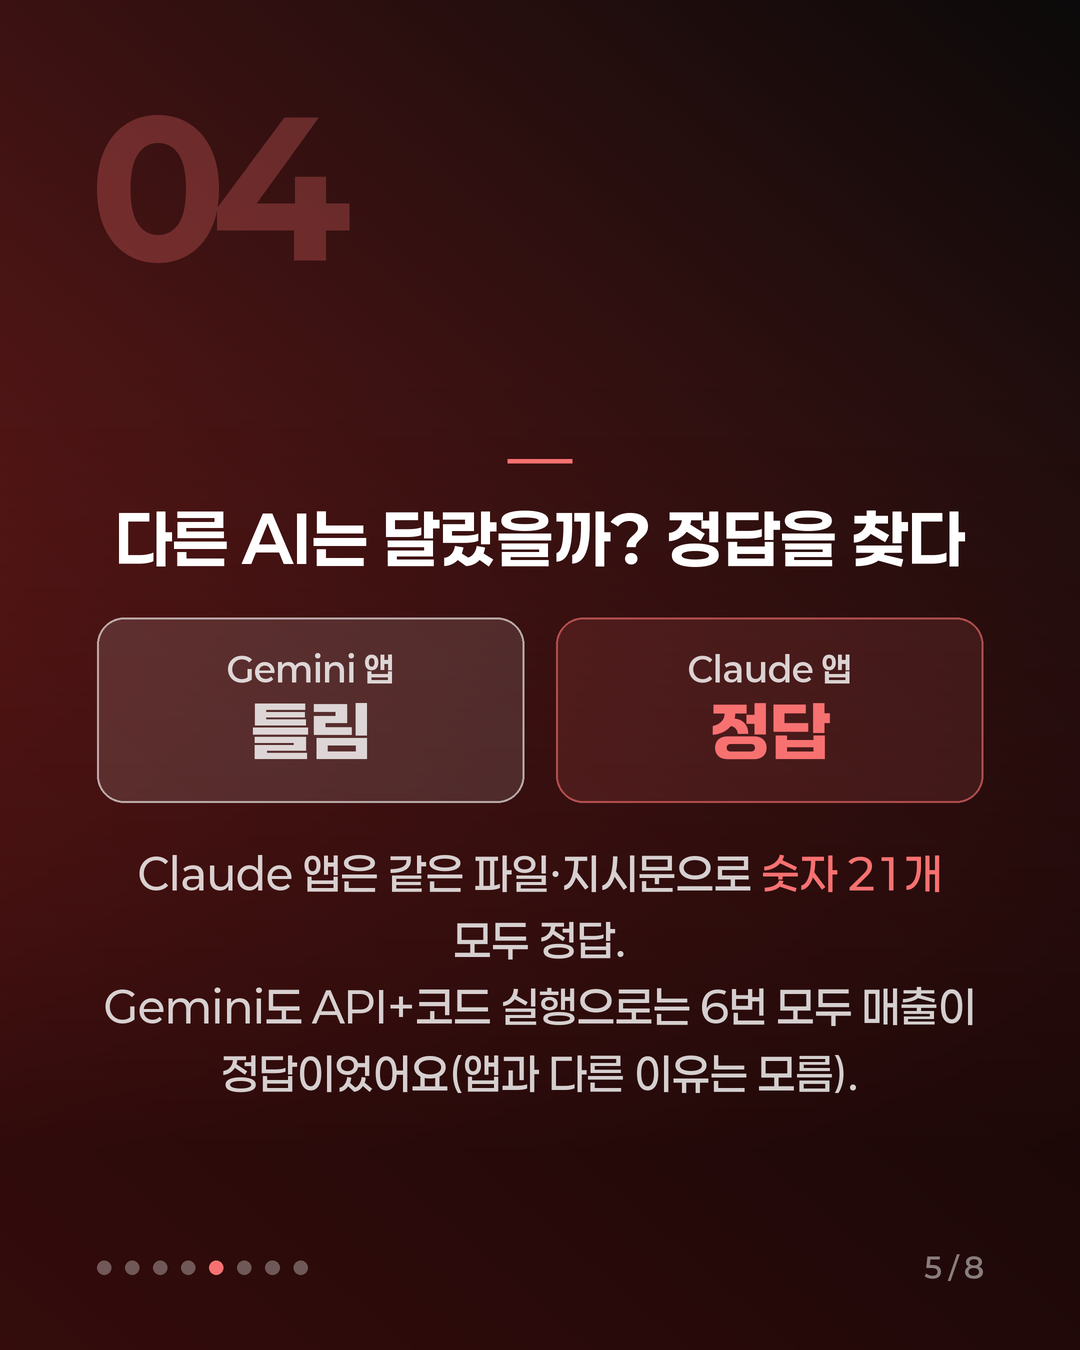 04
다른 AI는 달랐을까? 정답을 찾다
Gemini 앱
틀림
Claude 앱
정답
Claude 앱은 같은 파일·지시문으로 숫자 21개
모두 정답.
Gemini도 API+코드 실행으로는 6번 모두 매출이
정답이었어요(앱과 다른 이유는 모름).
5/8